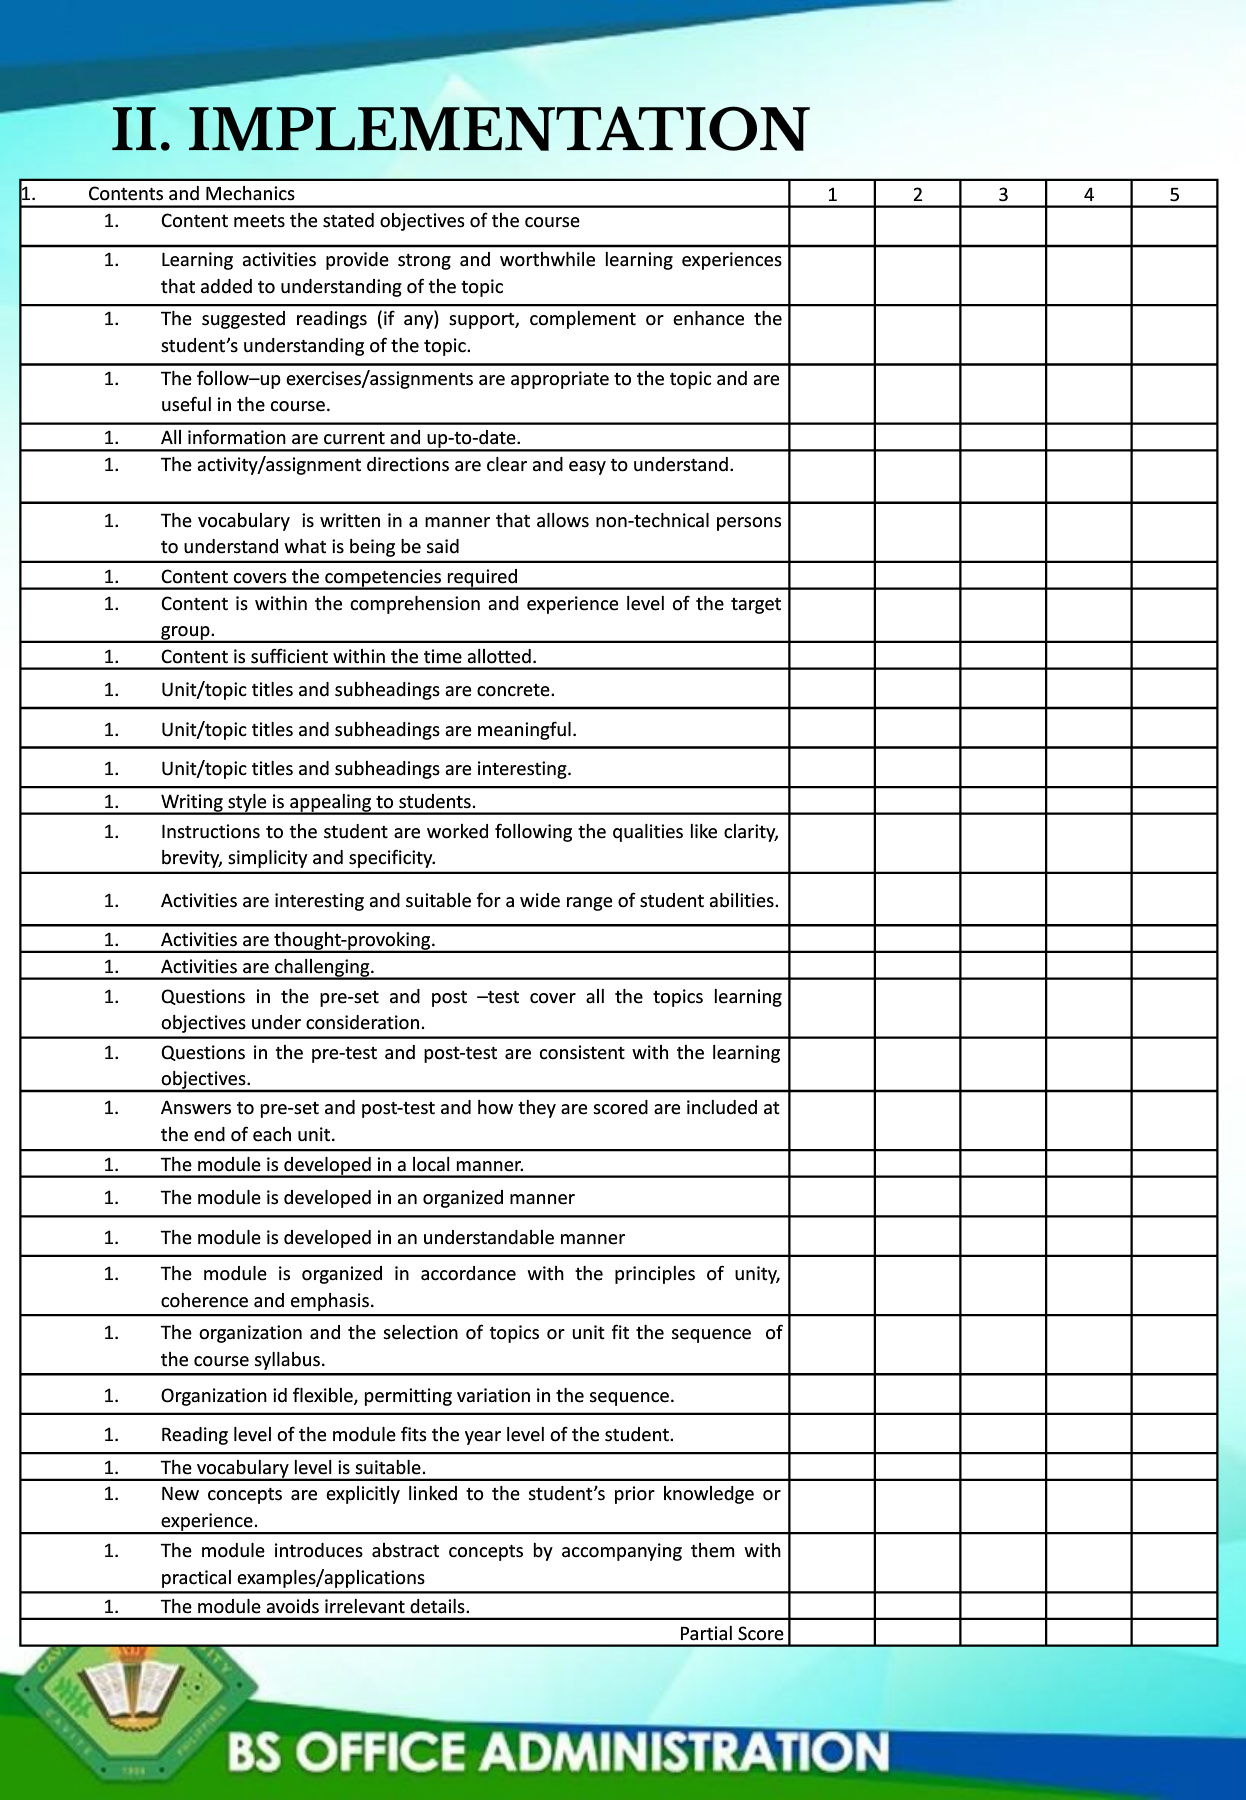 II. IMPLEMENTATION
1. Contents and Mechanics 1 2 3 4 5
1. Content meets the stated objectives of the course
1. Learning activities provide strong and worthwhile learning experiences
that added to understanding of the topic
1. The suggested readings (if any) support, complement or enhance the
student’s understanding of the topic.
1. The follow–up exercises/assignments are appropriate to the topic and are
useful in the course.
1. All information are current and up-to-date.
1. The activity/assignment directions are clear and easy to understand.
1. The vocabulary is written in a manner that allows non-technical persons
to understand what is being be said
1. Content covers the competencies required
1. Content is within the comprehension and experience level of the target
group.
1. Content is sufficient within the time allotted.
1. Unit/topic titles and subheadings are concrete.
1. Unit/topic titles and subheadings are meaningful.
1. Unit/topic titles and subheadings are interesting.
1. Writing style is appealing to students.
1. Instructions to the student are worked following the qualities like clarity,
brevity, simplicity and specificity.
1. Activities are interesting and suitable for a wide range of student abilities.
1. Activities are thought-provoking.
1. Activities are challenging.
1. Questions in the pre-set and post –test cover all the topics learning
objectives under consideration.
1. Questions in the pre-test and post-test are consistent with the learning
objectives.
1. Answers to pre-set and post-test and how they are scored are included at
the end of each unit.
1. The module is developed in a local manner.
1. The module is developed in an organized manner
1. The module is developed in an understandable manner
1. The module is organized in accordance with the principles of unity,
coherence and emphasis.
1. The organization and the selection of topics or unit fit the sequence of
the course syllabus.
1. Organization id flexible, permitting variation in the sequence.
1. Reading level of the module fits the year level of the student.
1. The vocabulary level is suitable.
1. New concepts are explicitly linked to the student’s prior knowledge or
experience.
1. The module introduces abstract concepts by accompanying them with
practical examples/applications
1. The module avoids irrelevant details.
Partial Score
CAVITE
PHILIPPINES
1906
BS OFFICE ADMINISTRATION